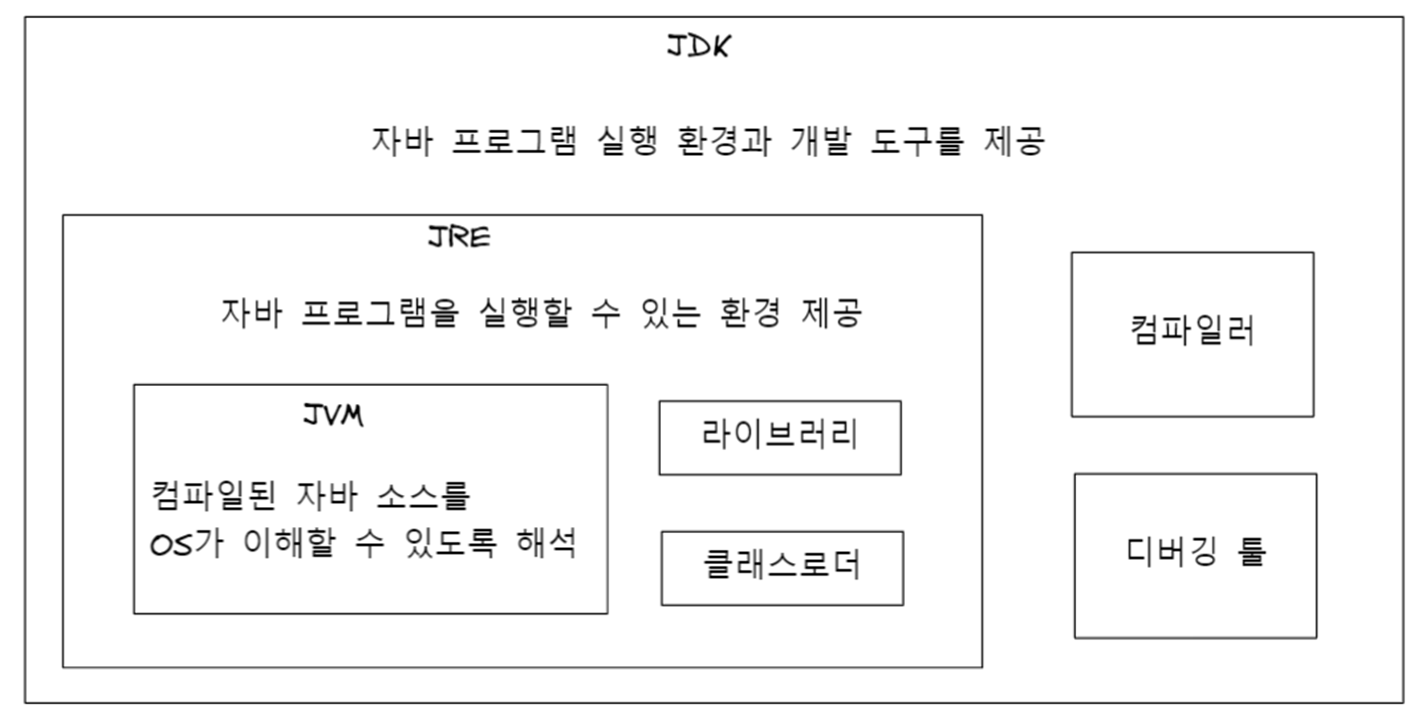 JDK
자바 프로그램 실행 환경과 개발 도구를 제공
JRE
자바 프로그램을 실행할 수 있는 환경 제공
JVM
컴파일된 자바 소스를
OS가 이해할 수 있도록 해석
라이브러리
클래스로더
컴파일러
디버깅 툴